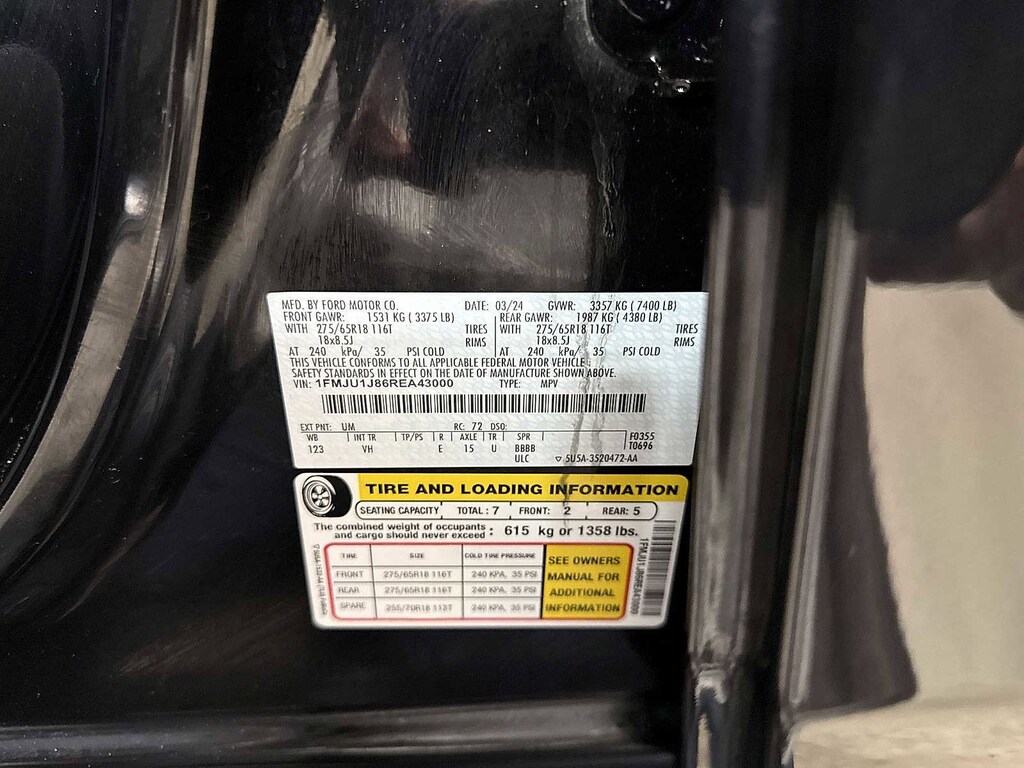 MFD. BY FORD MOTOR CO. DATE: 03/24 GVWR: 3357 KG ( 7400 LB)
FRONT GAWR: 1531 KG ( 3375 LB) REAR GAWR: 1987 KG ( 4380 LB)
WITH 275/65R18 116T TIRES WITH 275/65R18 116T TIRES
18x8.5J RIMS 18x8.5J RIMS
AT 240 kPa/ 35 PSI COLD AT 240 kPa/ 35 PSI COLD
THIS VEHICLE CONFORMS TO ALL APPLICABLE FEDERAL MOTOR VEHICLE
SAFETY STANDARDS IN EFFECT ON THE DATE OF MANUFACTURE SHOWN ABOVE.
VIN: 1FMJU1J86REA43000 TYPE: MPV
EXT PNT: UM RC: 72 DSO:
WB INT TR TP/PS R AXLE TR SPR F0355
123 VH E 15 U BBBB T0696
ULC ▽ 5U5A-3520472-AA
TIRE AND LOADING INFORMATION
SEATING CAPACITY TOTAL : 7 FRONT: 2 REAR: 5
The combined weight of occupants and cargo should never exceed : 615 kg or 1358 lbs.
TIRE SIZE COLD TIRE PRESSURE
FRONT 275/65R18 116T 240 KPA, 35 PSI
REAR 275/65R18 116T 240 KPA, 35 PSI
SPARE 255/70R18 113T 240 KPA, 35 PSI
SEE OWNERS
MANUAL FOR
ADDITIONAL
INFORMATION
1FMJU1J86REA43000